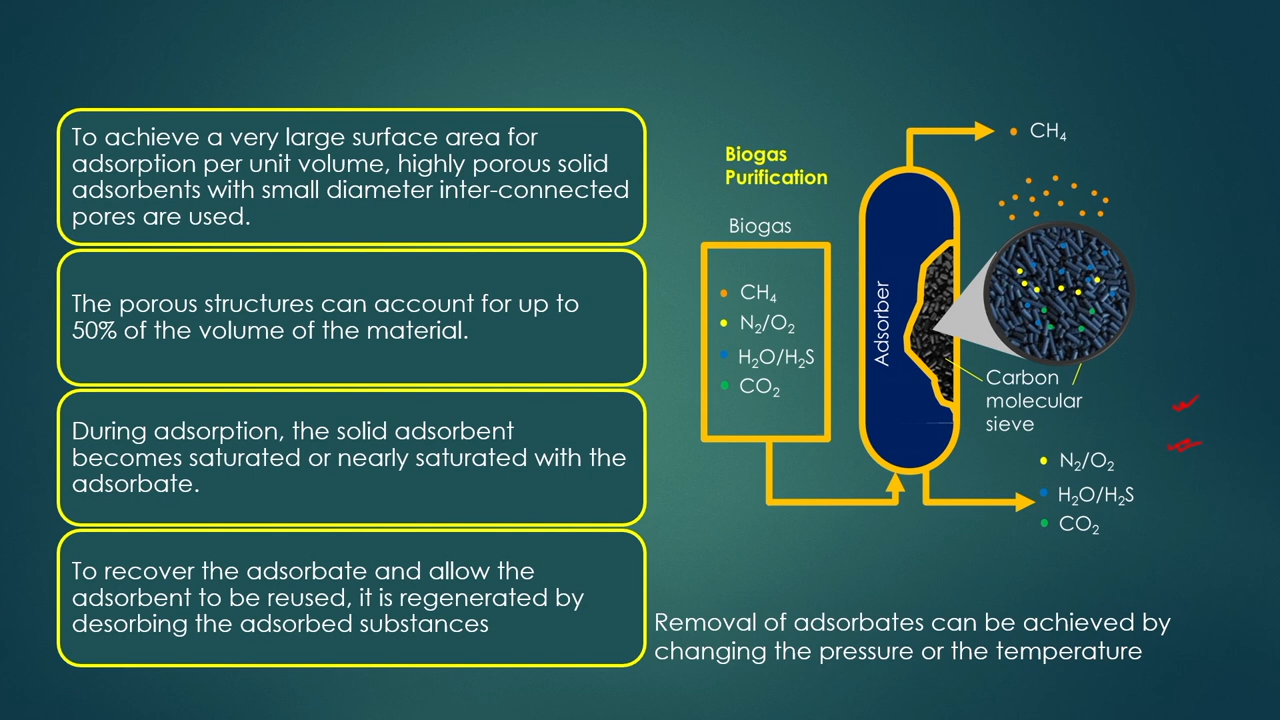 To achieve a very large surface area for
adsorption per unit volume, highly porous solid
adsorbents with small diameter inter-connected
pores are used.
The porous structures can account for up to
50% of the volume of the material.
During adsorption, the solid adsorbent
becomes saturated or nearly saturated with the
adsorbate.
To recover the adsorbate and allow the
adsorbent to be reused, it is regenerated by
desorbing the adsorbed substances
Biogas
Purification
Biogas
CH₄
N₂/O₂
H₂O/H₂S
CO₂
Adsorber
CH₄
Carbon
molecular
sieve
N₂/O₂
H₂O/H₂S
CO₂
Removal of adsorbates can be achieved by
changing the pressure or the temperature